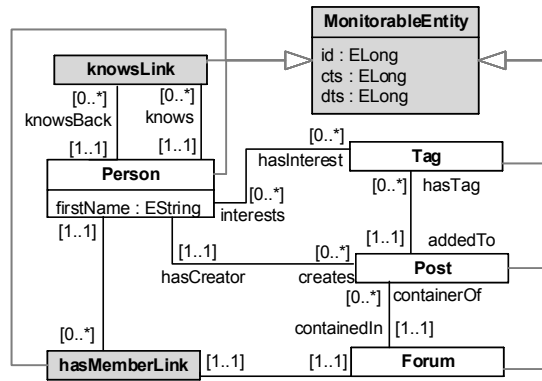 MonitorableEntity
id : ELong
cts : ELong
dts : ELong
knowsLink
[0..*] [0..*]
knowsBack knows
[1..1] [1..1]
Person
firstName : EString
[0..*]
hasInterest
Tag
[0..*]
interests
[0..*]
hasTag
[1..1]
[1..1]
hasCreator
[0..*]
creates
[1..1]
addedTo
Post
[0..*]
containerOf
containedIn
[1..1]
[0..*]
hasMemberLink
[1..1] [1..1]
Forum